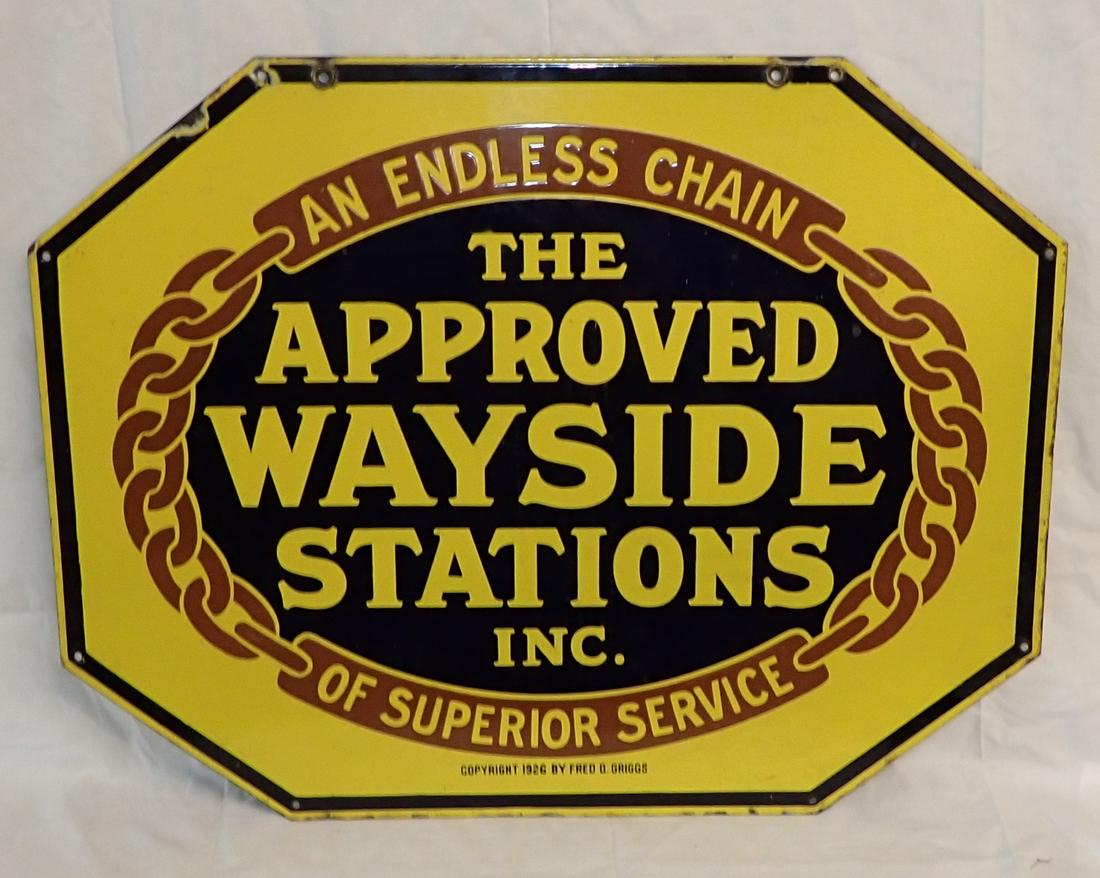 AN ENDLESS CHAIN
THE
APPROVED
WAYSIDE
STATIONS
INC.
OF SUPERIOR SERVICE
COPYRIGHT 1926 BY FRED D. GRIGGS